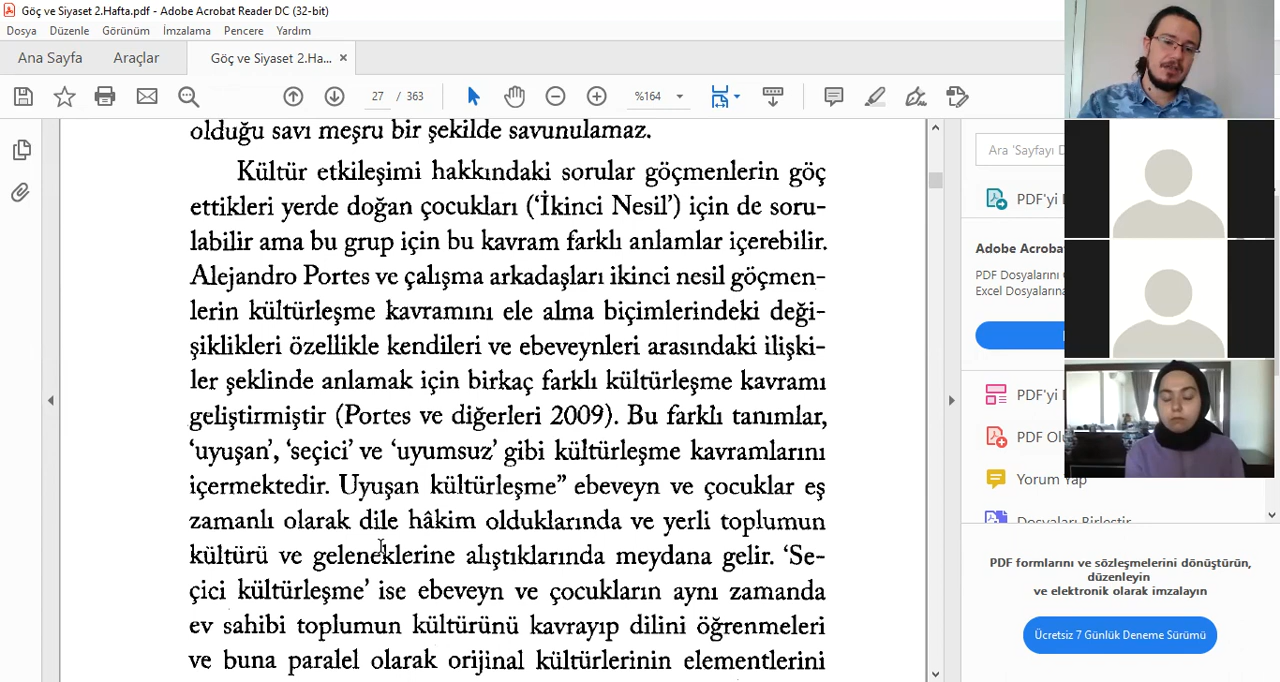 Göç ve Siyaset 2.Hafta.pdf - Adobe Acrobat Reader DC (32-bit)
Dosya Düzenle Görünüm İmzalama Pencere Yardım
Ana Sayfa Araçlar Göç ve Siyaset 2.Ha... ×
27 / 363 %164
olduğu savı meşru bir şekilde savunulamaz.
Kültür etkileşimi hakkındaki sorular göçmenlerin göç
ettikleri yerde doğan çocukları (‘İkinci Nesil’) için de soru-
labilir ama bu grup için bu kavram farklı anlamlar içerebilir.
Alejandro Portes ve çalışma arkadaşları ikinci nesil göçmen-
lerin kültürleşme kavramını ele alma biçimlerindeki deği-
şiklikleri özellikle kendileri ve ebeveynleri arasındaki ilişki-
ler şeklinde anlamak için birkaç farklı kültürleşme kavramı
geliştirmiştir (Portes ve diğerleri 2009). Bu farklı tanımlar,
‘uyuşan’, ‘seçici’ ve ‘uyumsuz’ gibi kültürleşme kavramlarını
içermektedir. Uyuşan kültürleşme” ebeveyn ve çocuklar eş
zamanlı olarak dile hâkim olduklarında ve yerli toplumun
kültürü ve geleneklerine alıştıklarında meydana gelir. ‘Se-
çici kültürleşme’ ise ebeveyn ve çocukların aynı zamanda
ev sahibi toplumun kültürünü kavrayıp dilini öğrenmeleri
ve buna paralel olarak orijinal kültürlerinin elementlerini
Ara 'Sayfayı
PDF'yi
Adobe Acrobat
PDF Dosyalarını
Excel Dosyalarına
PDF'yi
PDF
Yorum Yap
Dosyaları Birleştir
PDF formlarını ve sözleşmelerini dönüştürün,
düzenleyin
ve elektronik olarak imzalayın
Ücretsiz 7 Günlük Deneme Sürümü